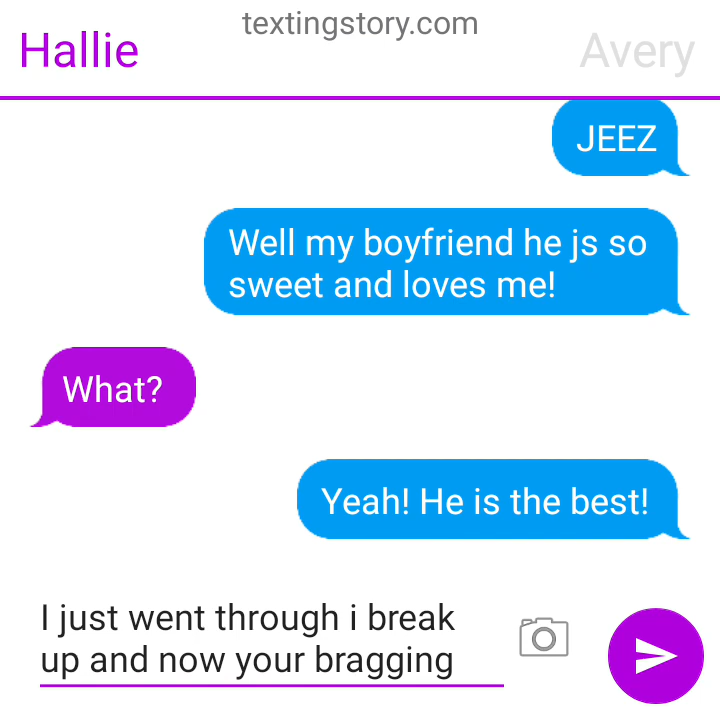 textingstory.com
Hallie
Avery
JEEZ
Well my boyfriend he js so
sweet and loves me!
What?
Yeah! He is the best!
I just went through i break
up and now your bragging